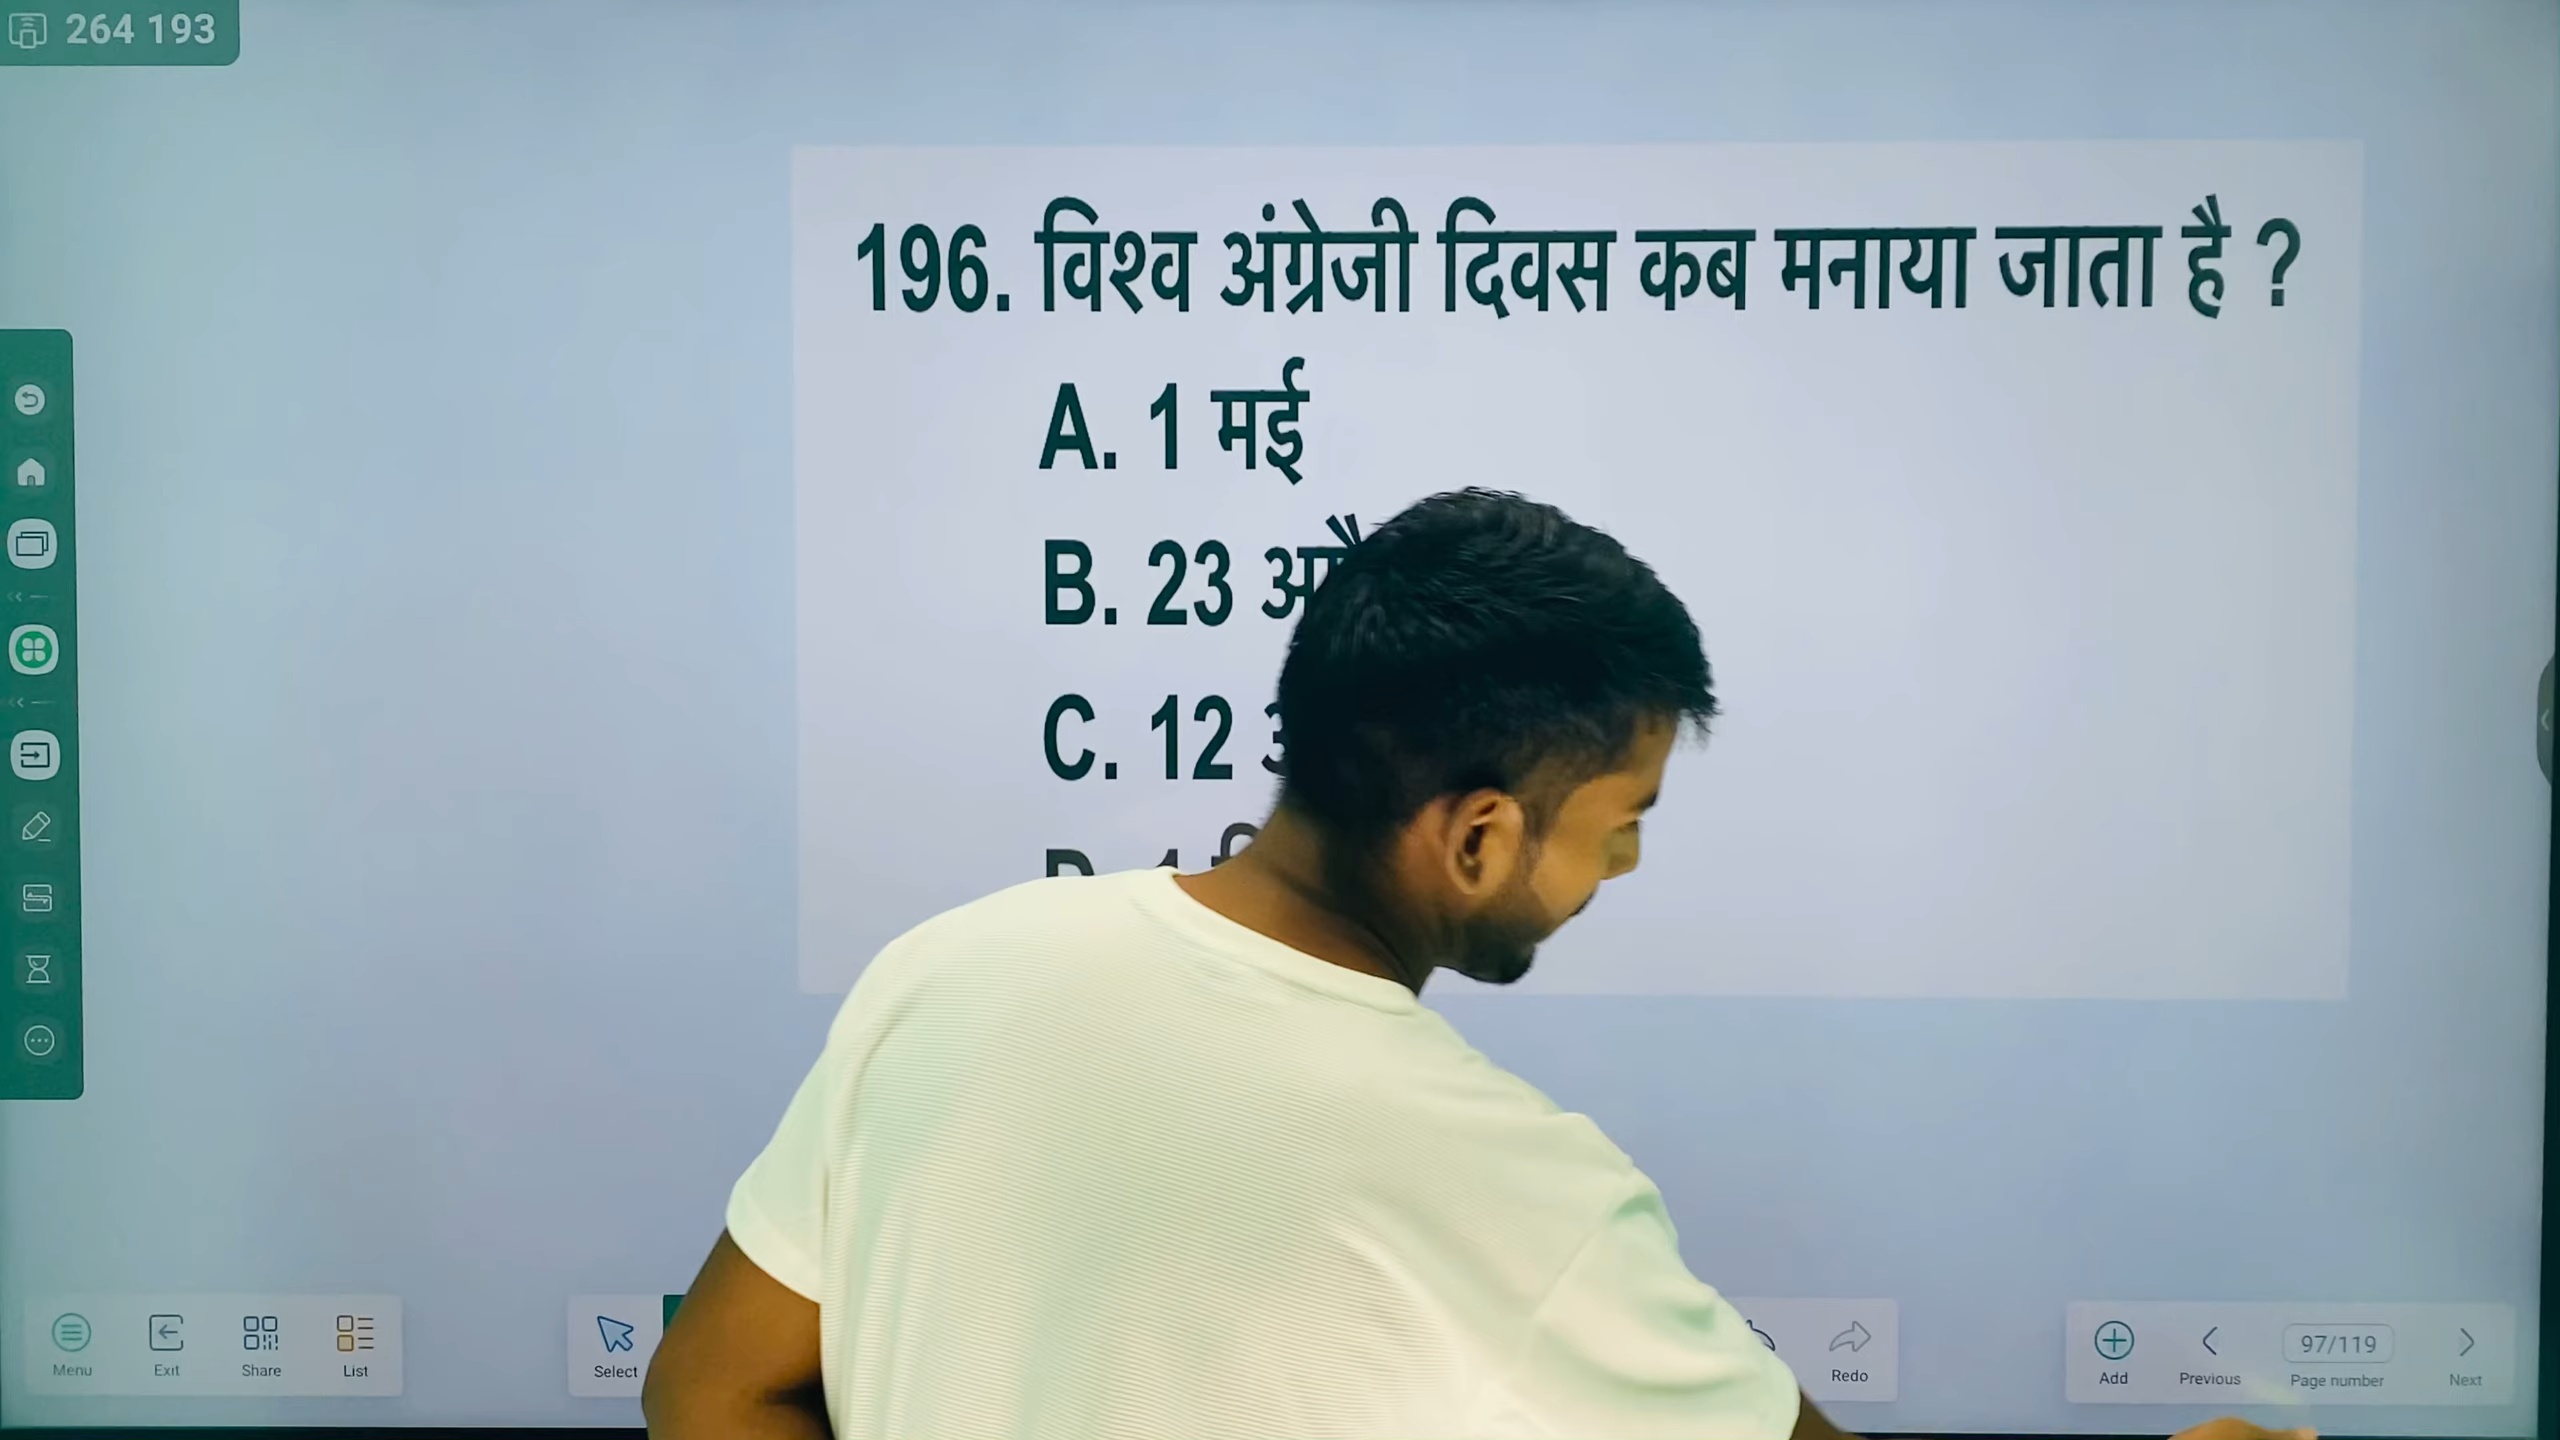 264 193
196. विश्व अंग्रेजी दिवस कब मनाया जाता है ?
A. 1 मई
B. 23
C. 12
Menu Exit Share List Select Redo Add Previous 97/119 Page number Next